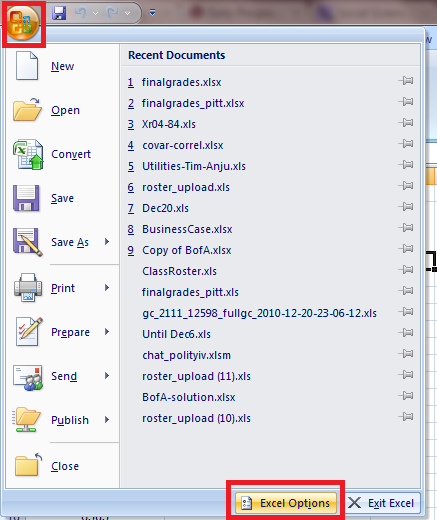 New
Open
Convert
Save
Save As
Print
Prepare
Send
Publish
Close
Recent Documents
1 finalgrades.xlsx
2 finalgrades_pitt.xlsx
3 Xr04-84.xls
4 covar-correl.xlsx
5 Utilities-Tim-Anju.xls
6 roster_upload.xls
7 Dec20.xls
8 BusinessCase.xlsx
9 Copy of BofA.xlsx
ClassRoster.xls
finalgrades_pitt.xls
gc_2111_12598_fullgc_2010-12-20-23-06-12.xls
Until Dec6.xls
chat_polityiv.xlsm
roster_upload (11).xls
BofA-solution.xlsx
roster_upload (10).xls
Excel Options
Exit Excel